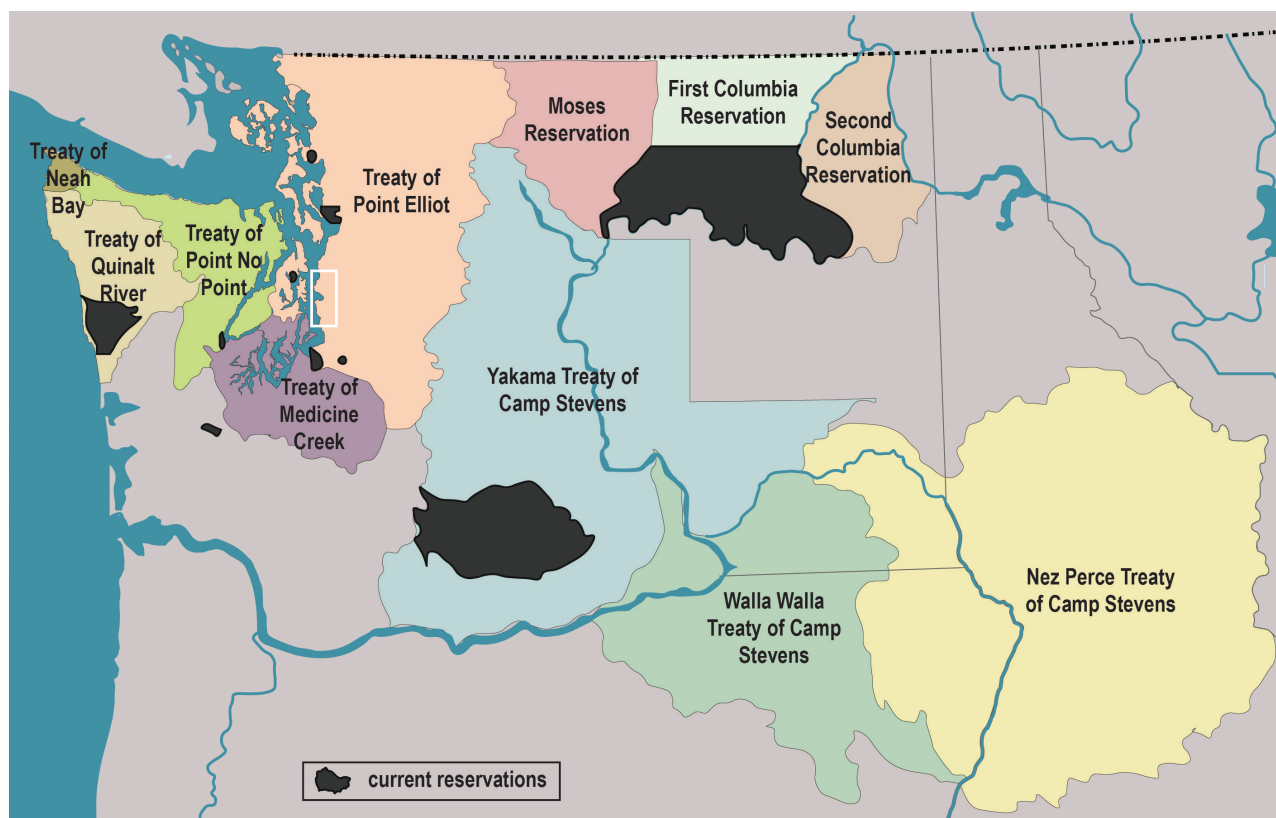 Treaty of
Neah
Bay
Treaty of
Quinalt
River
Treaty of
Point No
Point
Treaty of
Point Elliot
Treaty of
Medicine
Creek
Moses
Reservation
First Columbia
Reservation
Second
Columbia
Reservation
Yakama Treaty of
Camp Stevens
Walla Walla
Treaty of Camp
Stevens
Nez Perce Treaty
of Camp Stevens
current reservations